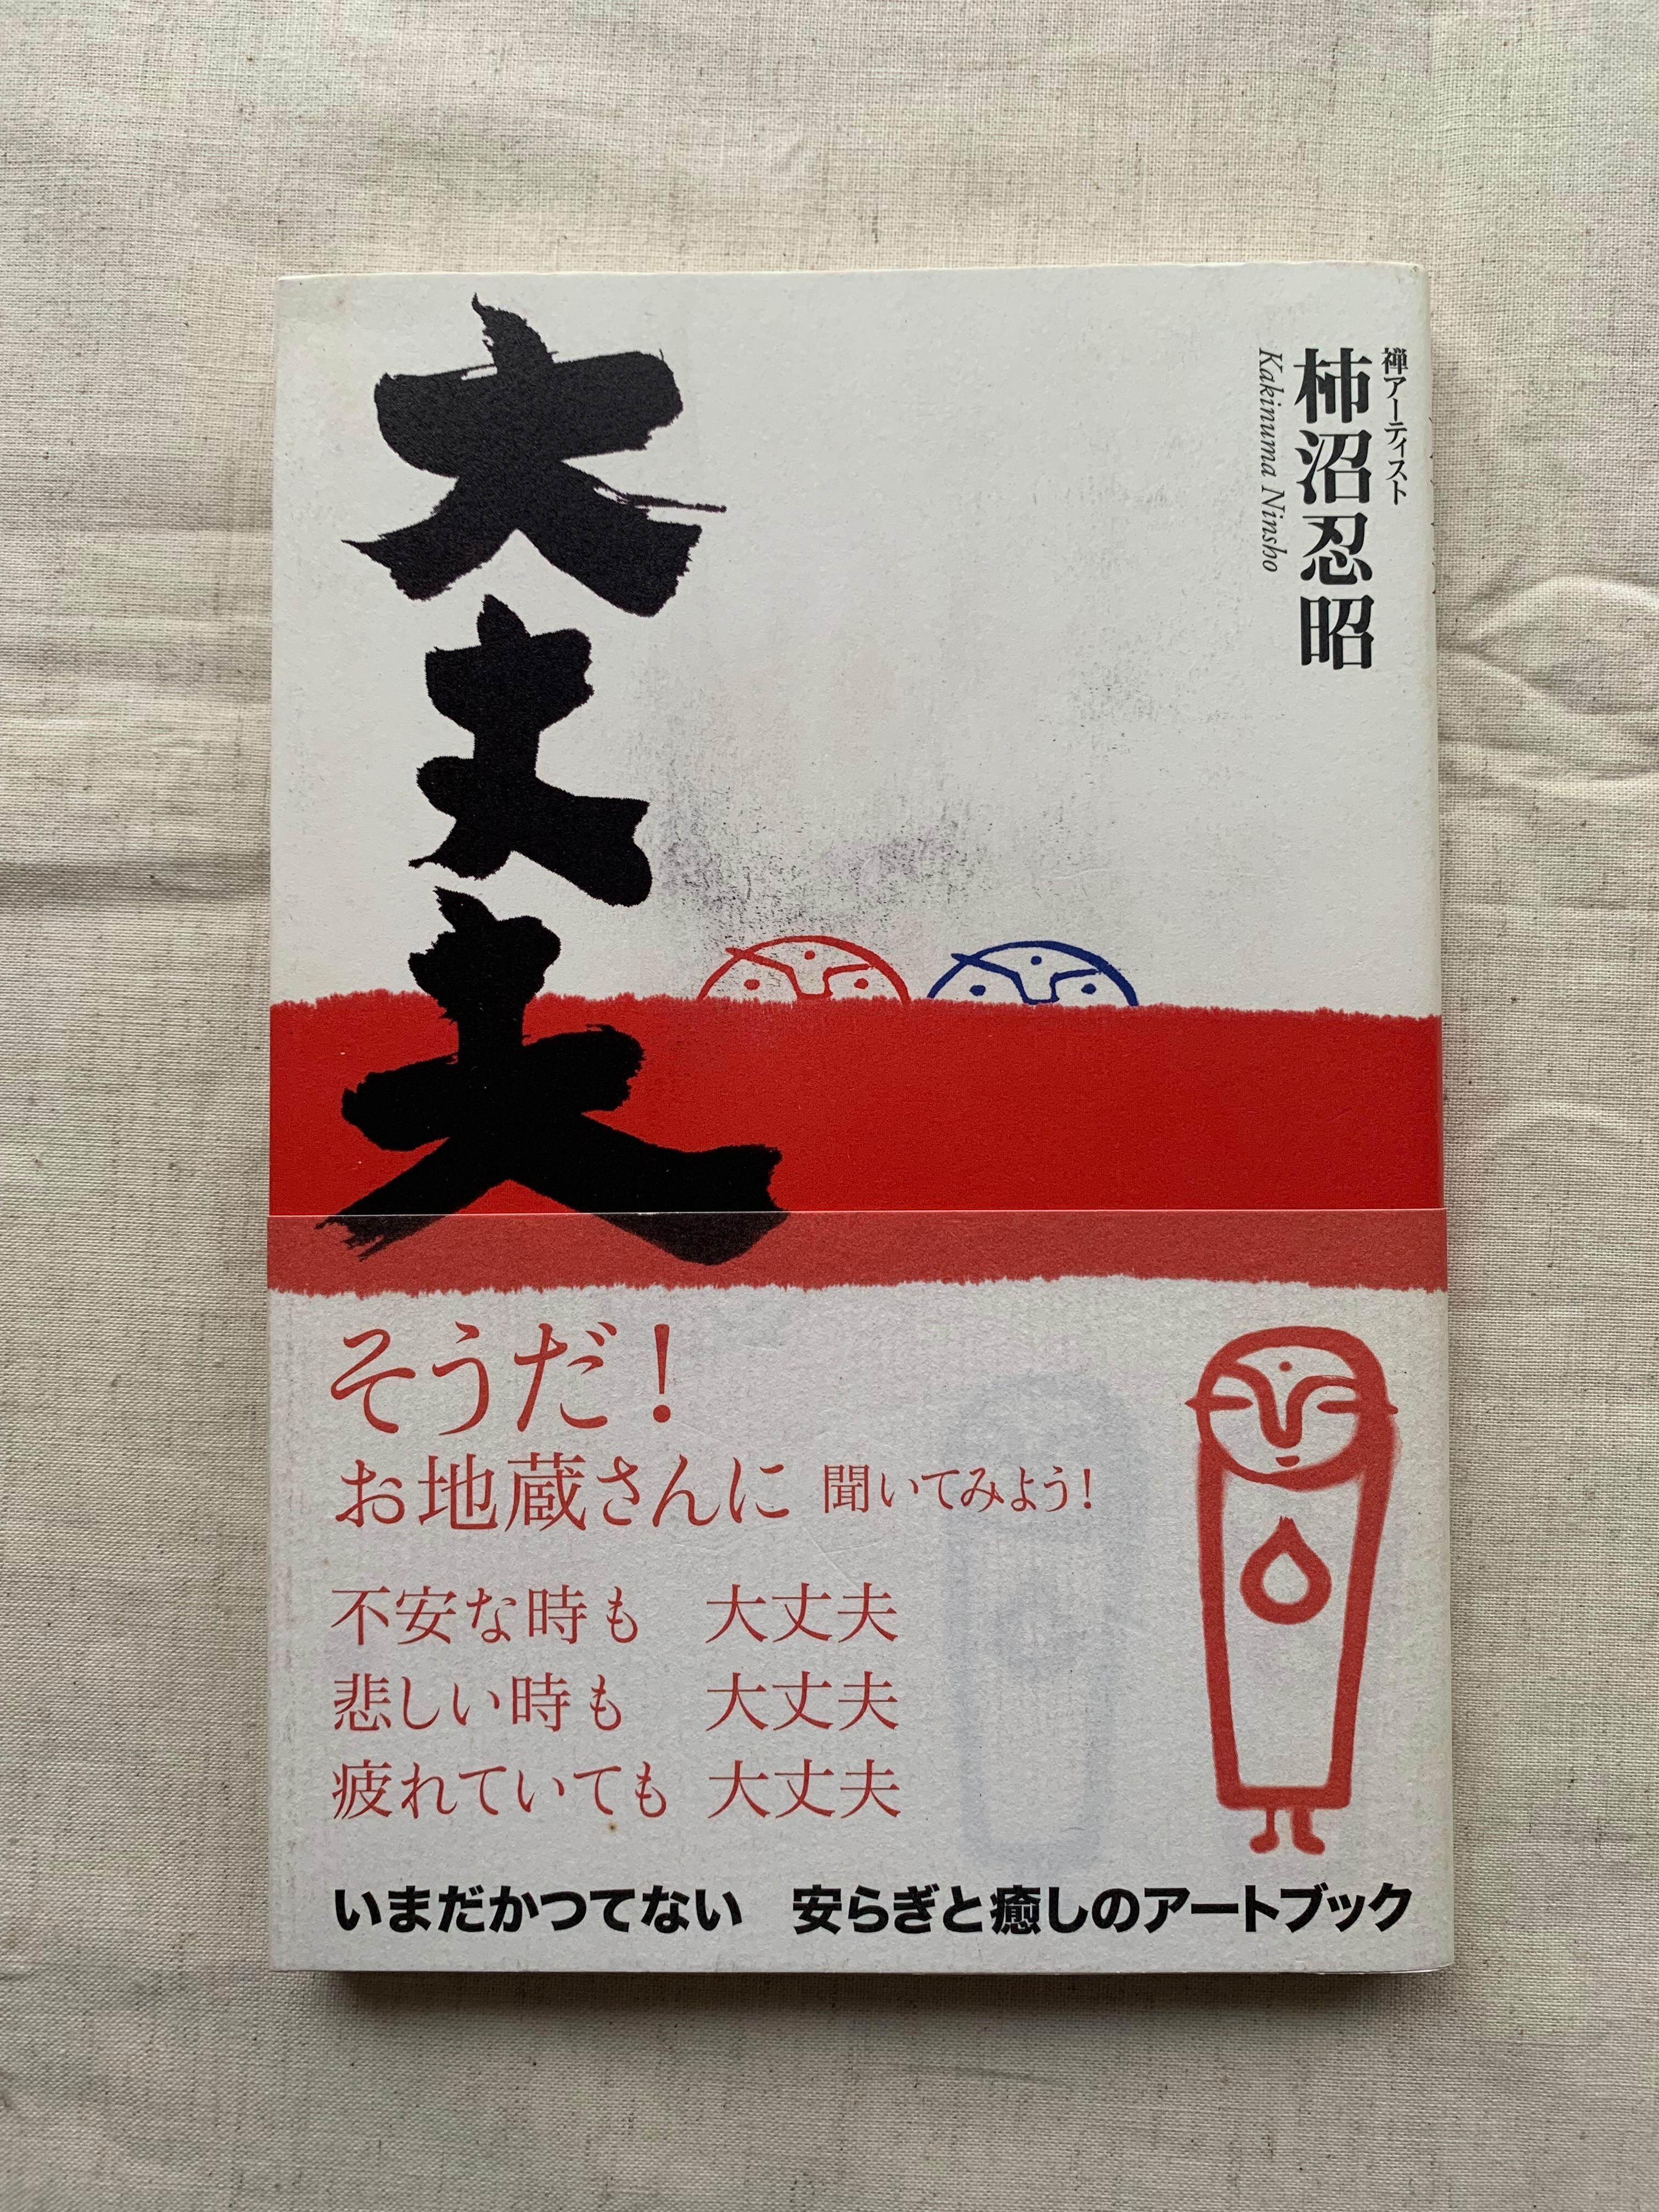 禅アーティスト
柿沼忍昭
Kakinuma Ninsho
大丈夫
そうだ!
お地蔵さんに 聞いてみよう!
不安な時も 大丈夫
悲しい時も 大丈夫
疲れていても 大丈夫
いまだかつてない 安らぎと癒しのアートブック